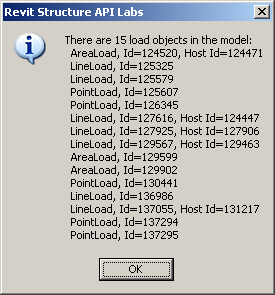 Revit Structure API Labs
There are 15 load objects in the model:
AreaLoad, Id=124520, Host Id=124471
LineLoad, Id=125325
LineLoad, Id=125579
PointLoad, Id=125607
PointLoad, Id=126345
LineLoad, Id=127616, Host Id=124447
LineLoad, Id=127925, Host Id=127906
LineLoad, Id=129567, Host Id=129463
AreaLoad, Id=129599
AreaLoad, Id=129902
PointLoad, Id=130441
LineLoad, Id=136986
LineLoad, Id=137055, Host Id=131217
PointLoad, Id=137294
PointLoad, Id=137295
OK